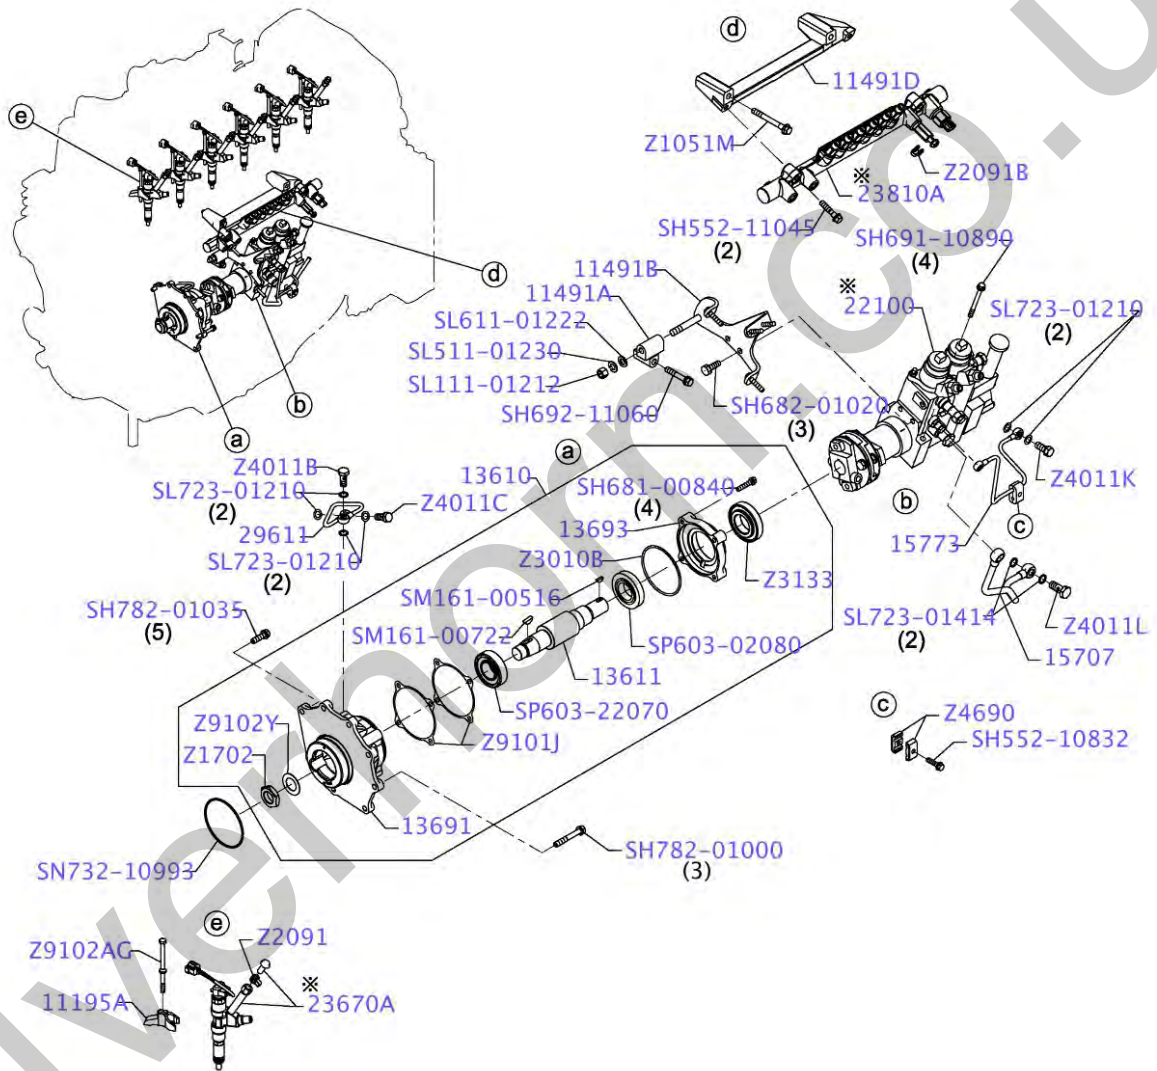 d
11491D
Z1051M
Z2091B
※
23810A
SH552-11045
(2)
SH691-10890
(4)
e
d
b
a
11491B
11491A
SL611-01222
SL511-01230
SL111-01212
SH692-11060
SH682-01020
(3)
※
22100
SL723-01210
(2)
Z4011K
c
b
15773
Z4011B
SL723-01210
(2)
Z4011C
29611
SL723-01210
(2)
a
13610
SH681-00840
(4)
13693
Z3010B
Z3133
SM161-00516
SM161-00722
SP603-02080
13611
SP603-22070
Z9101J
SL723-01414
(2)
Z4011L
15707
SH782-01035
(5)
Z9102Y
Z1702
13691
SN732-10993
SH782-01000
(3)
c
Z4690
SH552-10832
e
Z2091
Z9102AG
※
23670A
11195A
verhorn.co.u